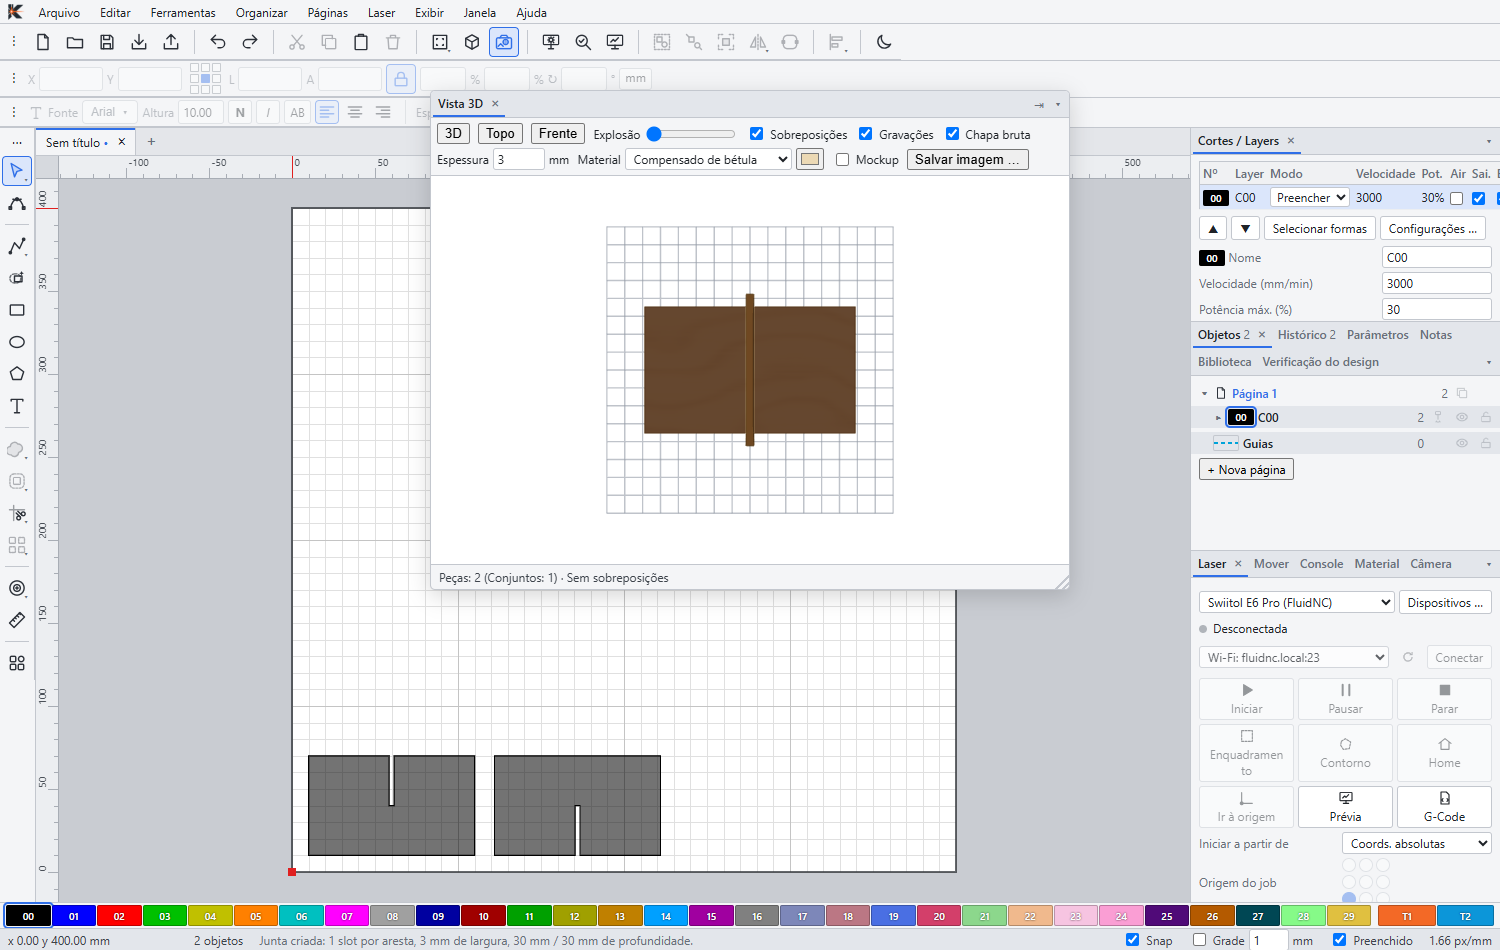 Arquivo Editar Ferramentas Organizar Páginas Laser Exibir Janela Ajuda
X Y L A % % ° mm
Fonte Arial Altura 10.00 N I AB Esp
Sem título • × +
-100 -50 0 50 500
400
350
300
250
200
150
100
50
0
Vista 3D ×
3D Topo Frente Explosão Sobreposições Gravações Chapa bruta
Espessura 3 mm Material Compensado de bétula Mockup Salvar imagem ...
Peças: 2 (Conjuntos: 1) · Sem sobreposições
Cortes / Layers ×
Nº Layer Modo Velocidade Pot. Air Sai.
00 C00 Preencher 3000 30%
▲ ▼ Selecionar formas Configurações ...
00 Nome C00
Velocidade (mm/min) 3000
Potência máx. (%) 30
Objetos 2 × Histórico 2 Parâmetros Notas
Biblioteca Verificação do design
Página 1 2
00 C00 2
Guias 0
+ Nova página
Laser × Mover Console Material Câmera
Swiitol E6 Pro (FluidNC) Dispositivos ...
Desconectada
Wi-Fi: fluidnc.local:23 Conectar
Iniciar Pausar Parar
Enquadramento Contorno Home
Ir à origem Prévia G-Code
Iniciar a partir de Coords. absolutas
Origem do job
00 01 02 03 04 05 06 07 08 09 10 11 12 13 14 15 16 17 18 19 20 21 22 23 24 25 26 27 28 29 T1 T2
x 0.00 y 400.00 mm 2 objetos Junta criada: 1 slot por aresta, 3 mm de largura, 30 mm / 30 mm de profundidade. Snap Grade 1 mm Preenchido 1.66 px/mm